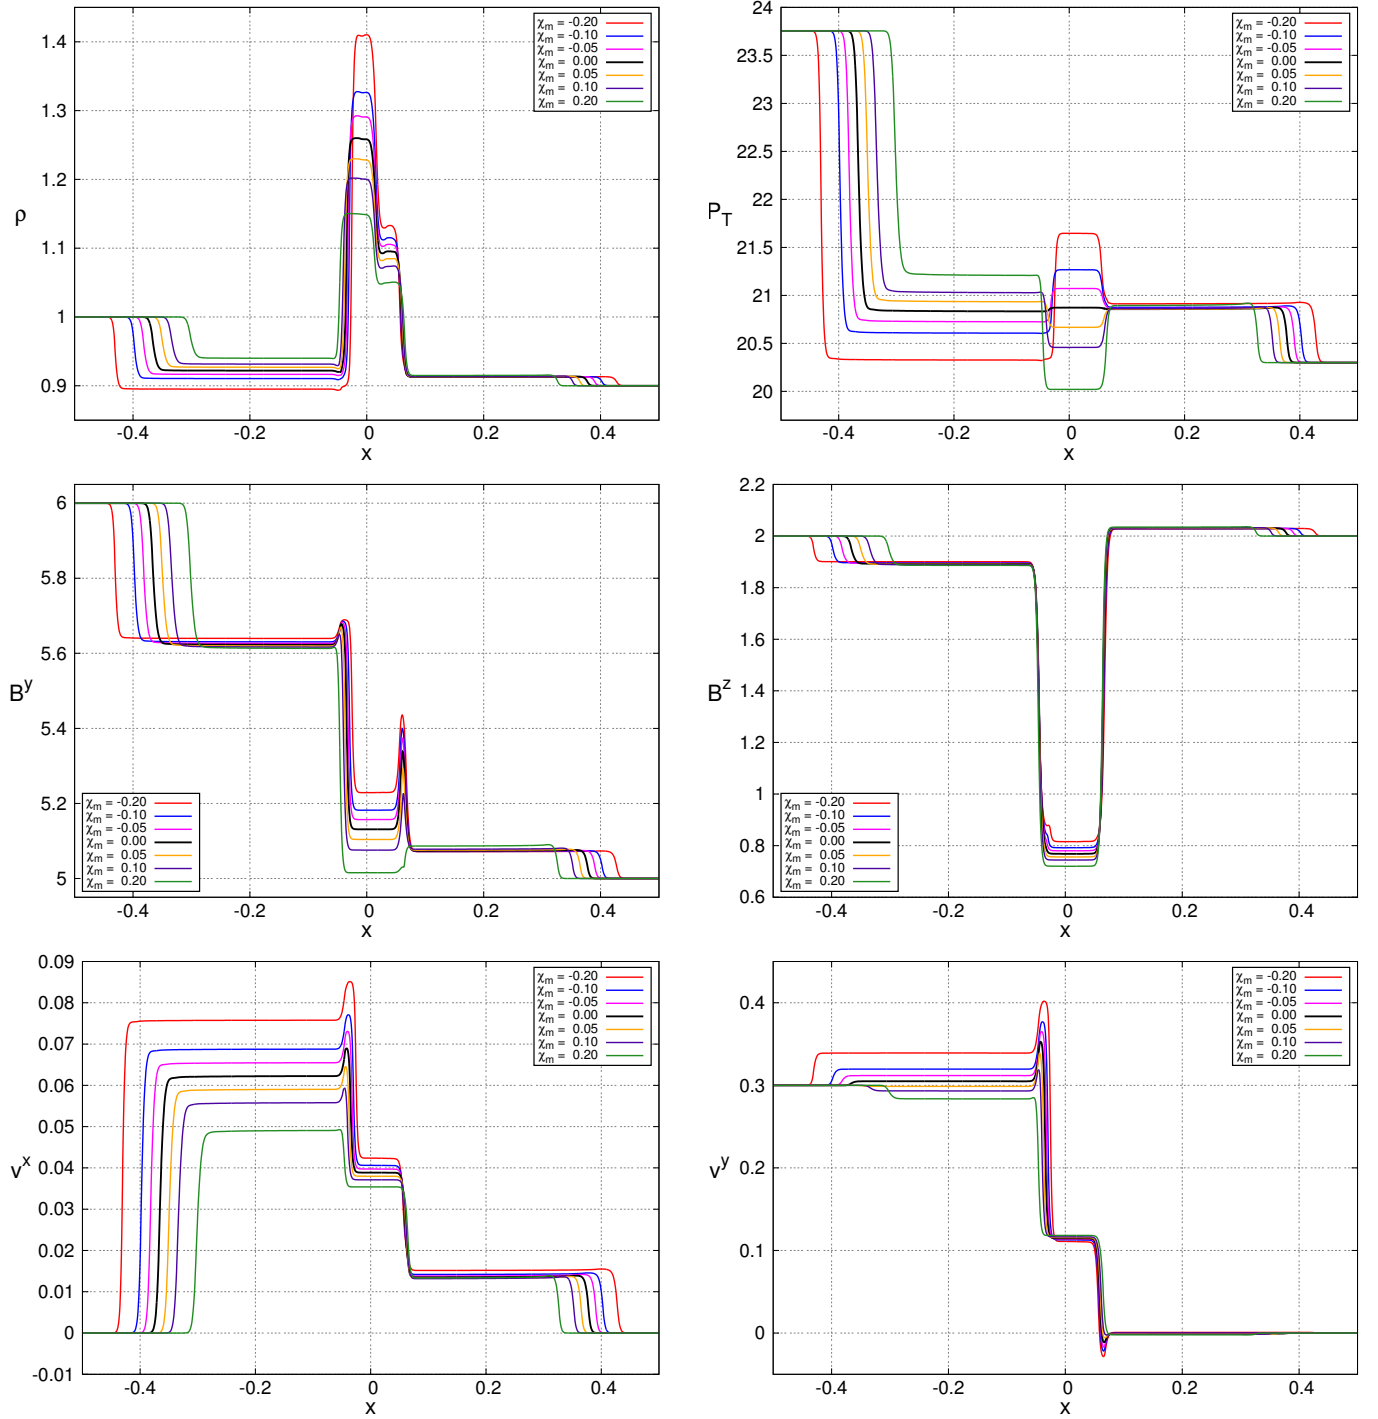 1.4
1.3
1.2
1.1
1
0.9
ρ
-0.4
-0.2
0
0.2
0.4
x
χm = -0.20
χm = -0.10
χm = -0.05
χm = 0.00
χm = 0.05
χm = 0.10
χm = 0.20
24
23.5
23
22.5
22
21.5
21
20.5
20
PT
-0.4
-0.2
0
0.2
0.4
x
χm = -0.20
χm = -0.10
χm = -0.05
χm = 0.00
χm = 0.05
χm = 0.10
χm = 0.20
6
5.8
5.6
5.4
5.2
5
By
-0.4
-0.2
0
0.2
0.4
x
χm = -0.20
χm = -0.10
χm = -0.05
χm = 0.00
χm = 0.05
χm = 0.10
χm = 0.20
2.2
2
1.8
1.6
1.4
1.2
1
0.8
0.6
Bz
-0.4
-0.2
0
0.2
0.4
x
χm = -0.20
χm = -0.10
χm = -0.05
χm = 0.00
χm = 0.05
χm = 0.10
χm = 0.20
0.09
0.08
0.07
0.06
0.05
0.04
0.03
0.02
0.01
0
-0.01
vx
-0.4
-0.2
0
0.2
0.4
x
χm = -0.20
χm = -0.10
χm = -0.05
χm = 0.00
χm = 0.05
χm = 0.10
χm = 0.20
0.4
0.3
0.2
0.1
0
vy
-0.4
-0.2
0
0.2
0.4
x
χm = -0.20
χm = -0.10
χm = -0.05
χm = 0.00
χm = 0.05
χm = 0.10
χm = 0.20